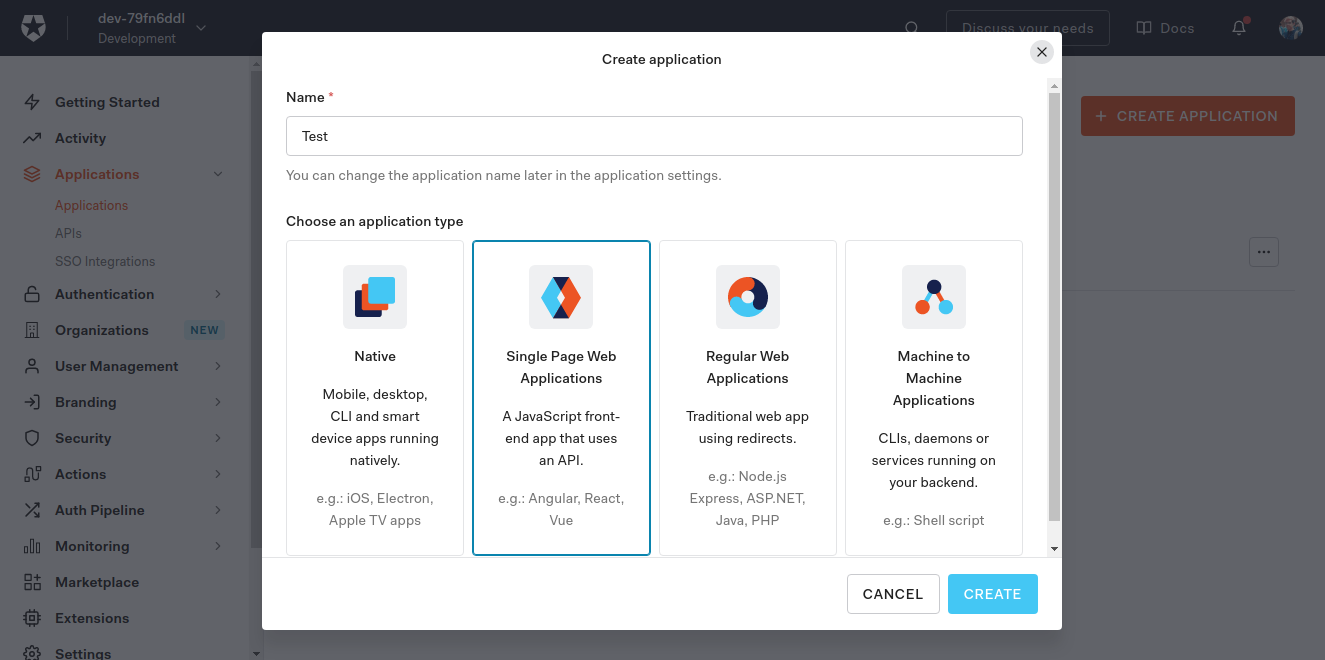 dev-79fn6ddl
Development
Discuss your needs
Docs
Getting Started
Activity
Applications
Applications
APIs
SSO Integrations
Authentication
Organizations NEW
User Management
Branding
Security
Actions
Auth Pipeline
Monitoring
Marketplace
Extensions
Settings
+ CREATE APPLICATION
Create application
Name *
Test
You can change the application name later in the application settings.
Choose an application type
Native
Mobile, desktop,
CLI and smart
device apps running
natively.
e.g.: iOS, Electron,
Apple TV apps
Single Page Web
Applications
A JavaScript front-
end app that uses
an API.
e.g.: Angular, React,
Vue
Regular Web
Applications
Traditional web app
using redirects.
e.g.: Node.js
Express, ASP.NET,
Java, PHP
Machine to
Machine
Applications
CLIs, daemons or
services running on
your backend.
e.g.: Shell script
CANCEL
CREATE